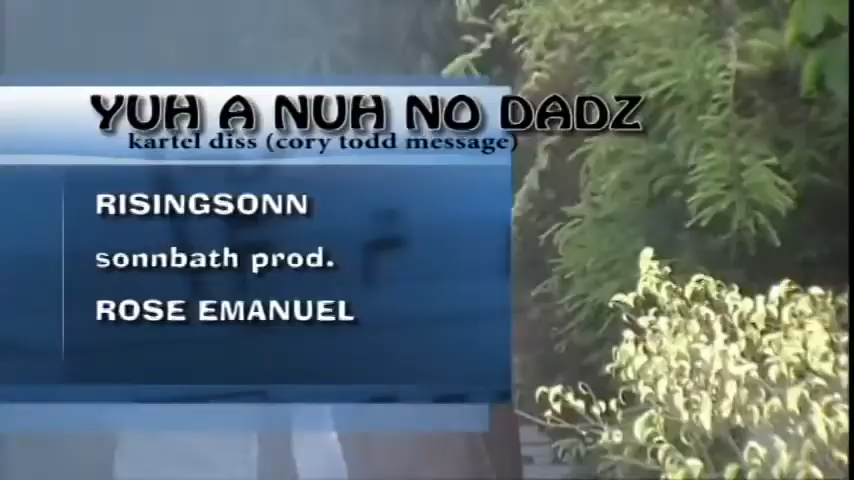 YUH A NUH NO DADZ
kartel diss (cory todd message)
RISINGSONN
sonnbath prod.
ROSE EMANUEL